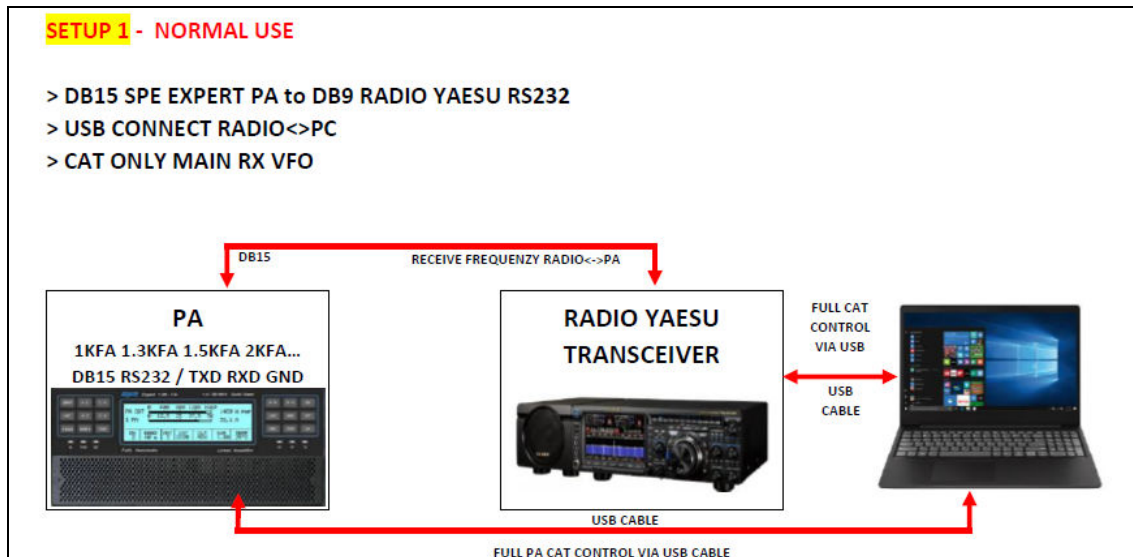 SETUP 1 - NORMAL USE
> DB15 SPE EXPERT PA to DB9 RADIO YAESU RS232
> USB CONNECT RADIO<>PC
> CAT ONLY MAIN RX VFO
DB15
RECEIVE FREQUENZY RADIO<->PA
PA
1KFA 1.3KFA 1.5KFA 2KFA...
DB15 RS232 / TXD RXD GND
RADIO YAESU
TRANSCEIVER
FULL CAT
CONTROL
VIA USB
USB
CABLE
USB CABLE
FULL PA CAT CONTROL VIA USB CABLE